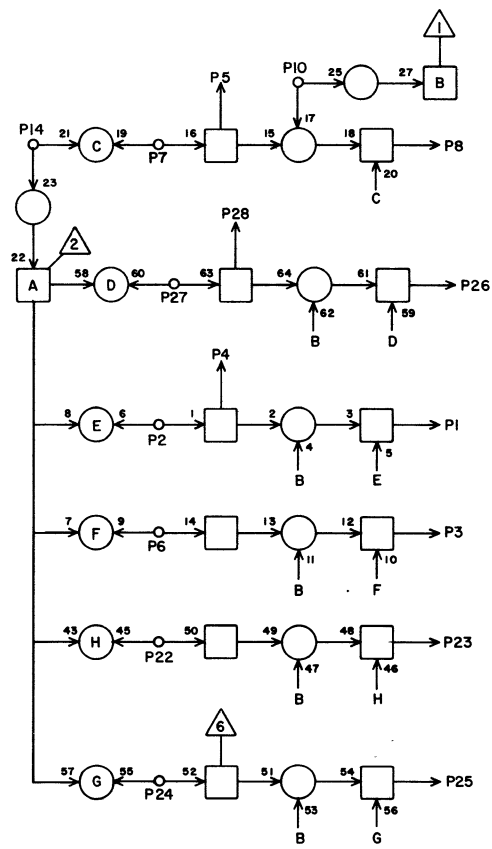 1
P10 25 27 B
P5
P14 21 C 19 P7 16 15 17 18 P8
20
C
23
P28
22 A 2 58 D 60 P27 63 64 61 P26
62 59
B D
P4
8 E 6 P2 1 2 3 P1
4 5
B E
7 F 9 P6 14 13 12 P3
11 10
B F
43 H 45 P22 50 49 48 P23
47 46
B H
6
57 G 55 P24 52 51 54 P25
53 56
B G